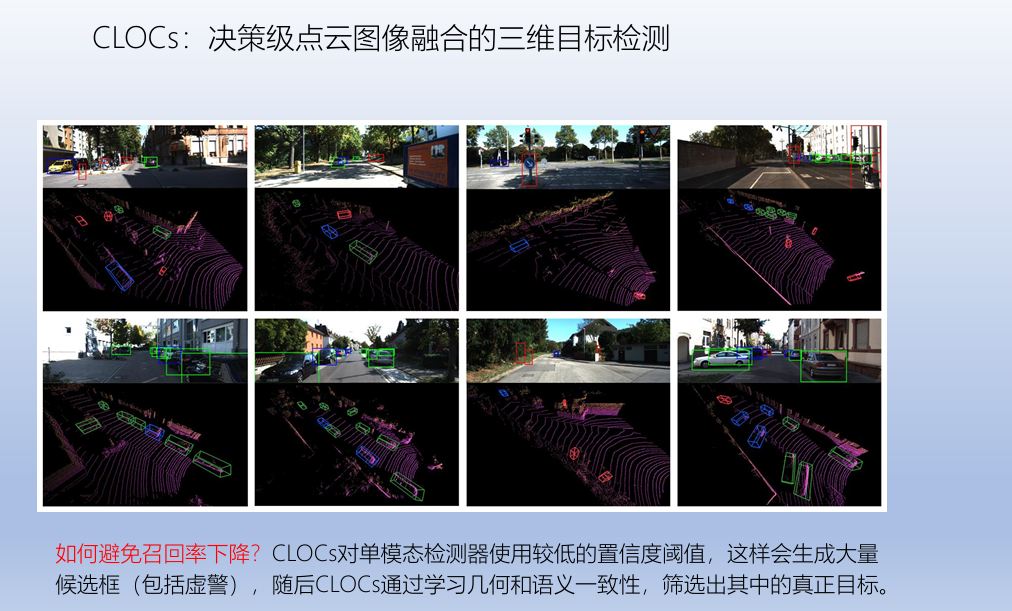 CLOCs：决策级点云图像融合的三维目标检测
如何避免召回率下降？CLOCs对单模态检测器使用较低的置信度阈值，这样会生成大量
候选框（包括虚警），随后CLOCs通过学习几何和语义一致性，筛选出其中的真正目标。